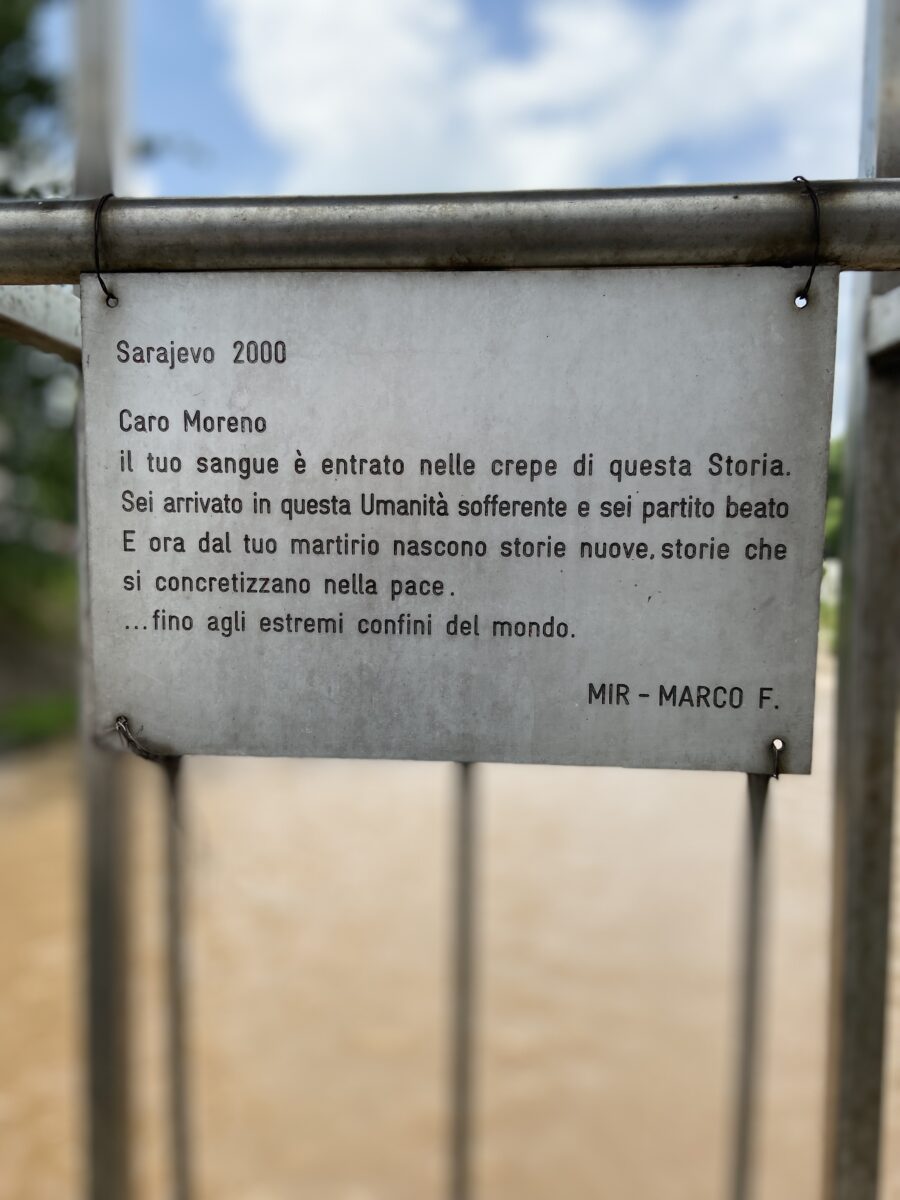 Sarajevo 2000
Caro Moreno
il tuo sangue è entrato nelle crepe di questa Storia.
Sei arrivato in questa Umanità sofferente e sei partito beato
E ora dal tuo martirio nascono storie nuove, storie che
si concretizzano nella pace.
...fino agli estremi confini del mondo.
MIR - MARCO F.